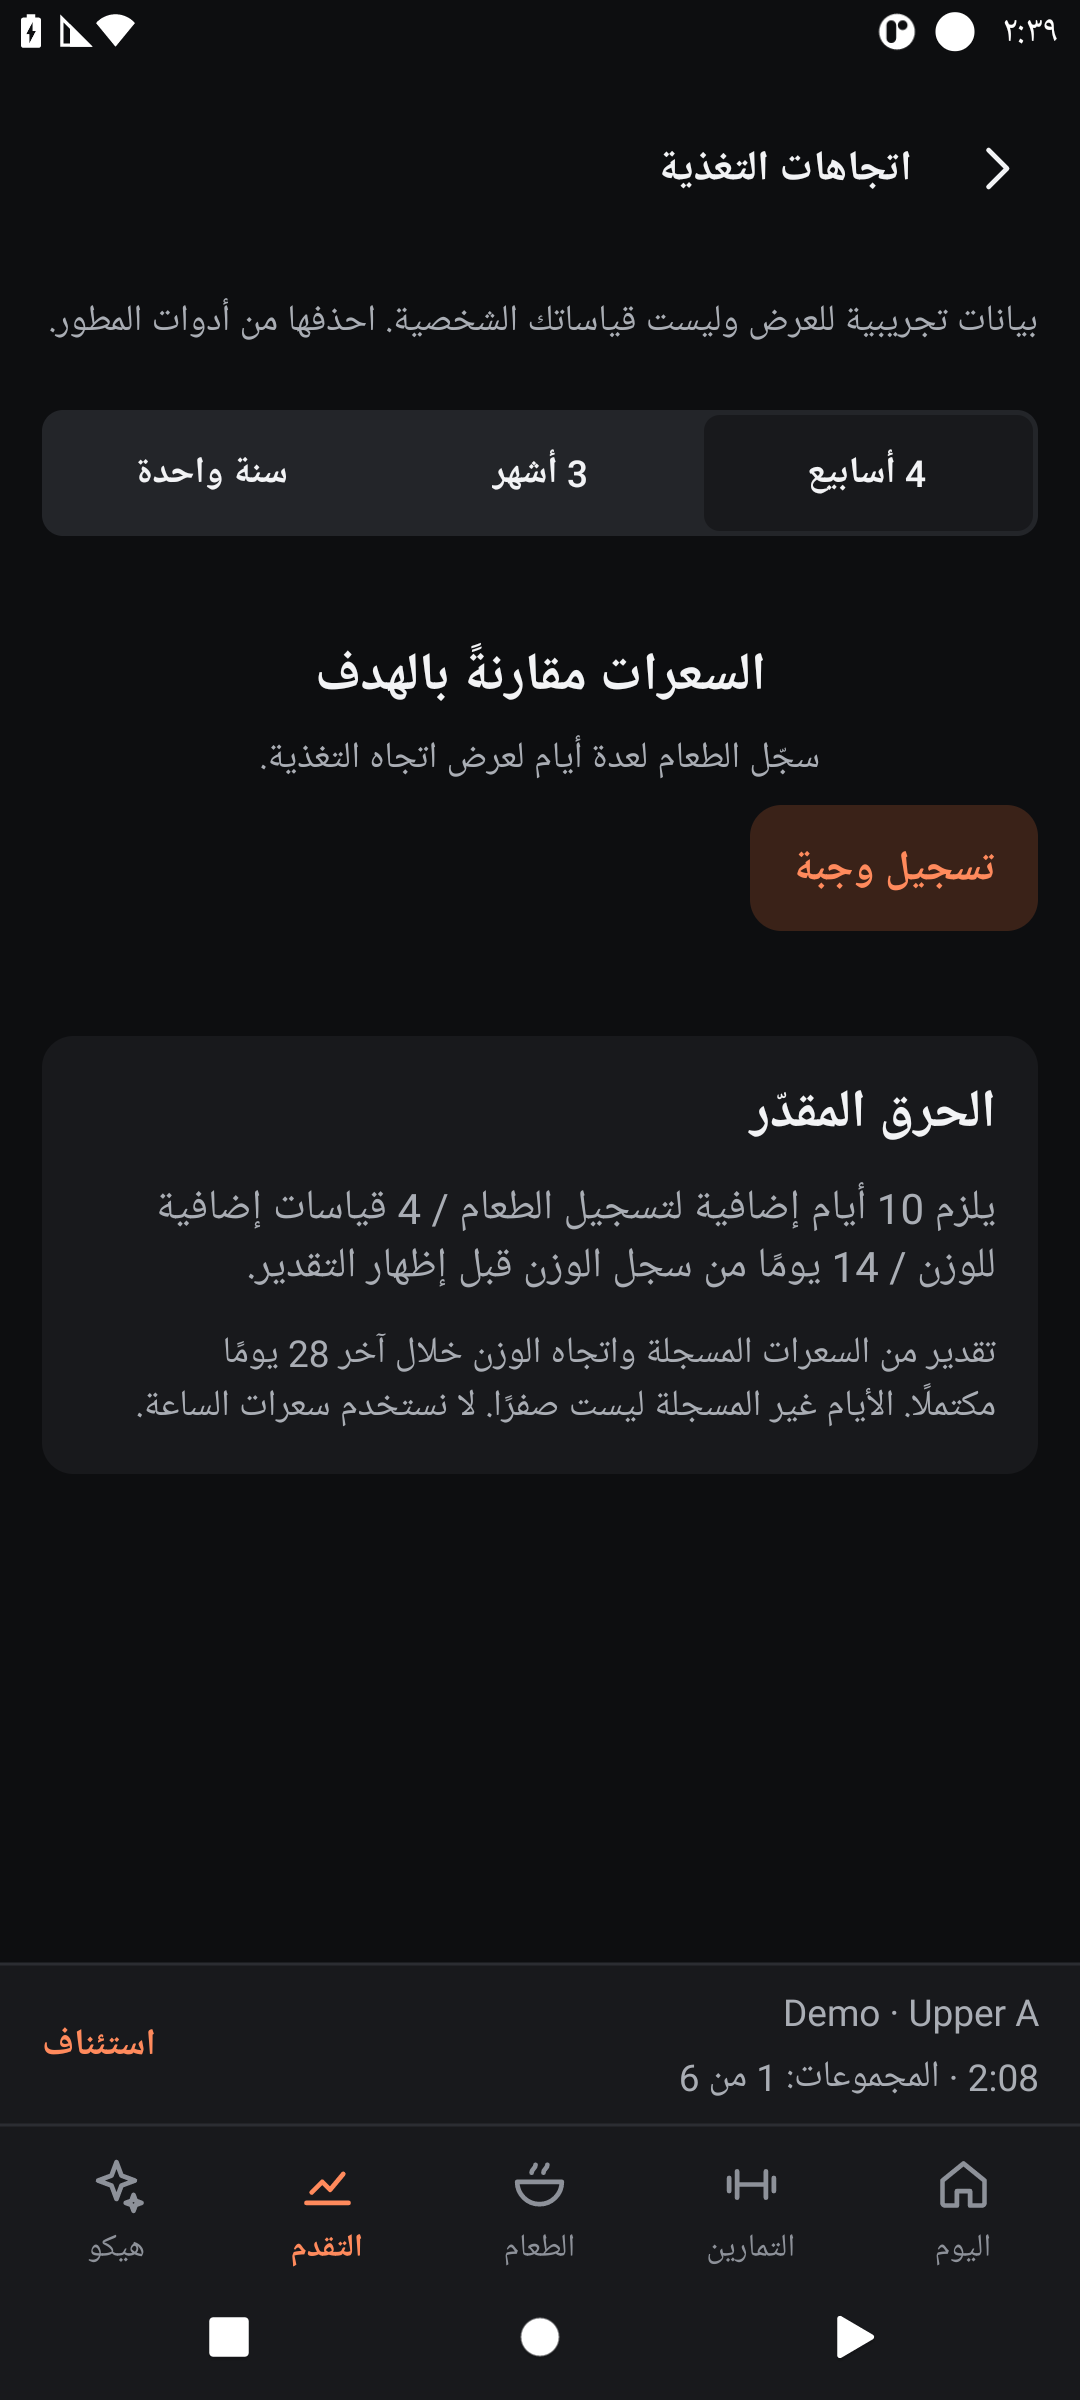 ٢:٣٩
اتجاهات التغذية
بيانات تجريبية للعرض وليست قياساتك الشخصية. احذفها من أدوات المطور.
4 أسابيع
3 أشهر
سنة واحدة
السعرات مقارنةً بالهدف
سجّل الطعام لعدة أيام لعرض اتجاه التغذية.
تسجيل وجبة
الحرق المقدّر
يلزم 10 أيام إضافية لتسجيل الطعام / 4 قياسات إضافية
للوزن / 14 يومًا من سجل الوزن قبل إظهار التقدير.
تقدير من السعرات المسجلة واتجاه الوزن خلال آخر 28 يومًا
مكتملًا. الأيام غير المسجلة ليست صفرًا. لا نستخدم سعرات الساعة.
Demo · Upper A
2:08 · المجموعات: 1 من 6
استئناف
اليوم
التمارين
الطعام
التقدم
هيكو